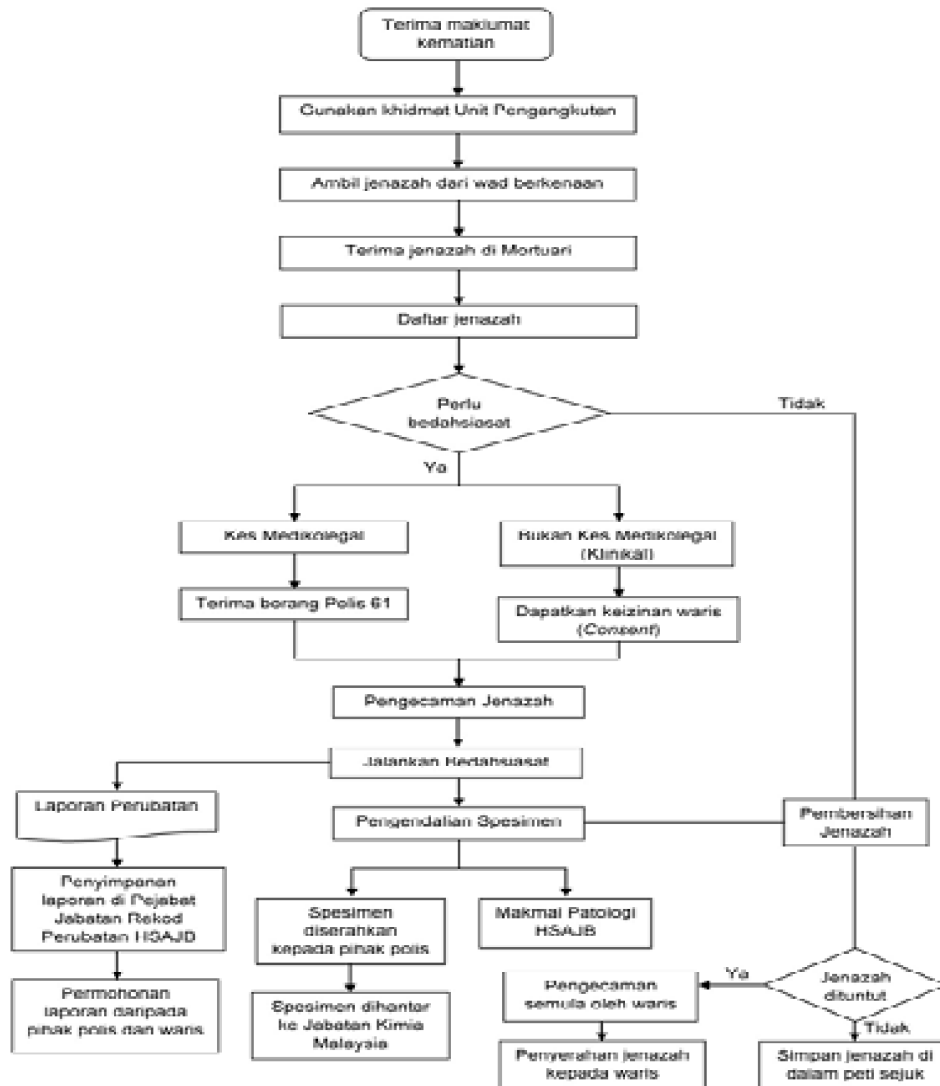 Terima maklumat
kematian
Gunakan khidmat Unit Pengangkutan
Ambil jenazah dari wad berkenaan
Terima jenazah di Mortuari
Daftar jenazah
Perlu
bedahsiasat
Tidak
Ya
Kes Medikolegal
Bukan Kes Medikolegal
(Klinikal)
Terima borang Polis 61
Dapatkan keizinan waris
(Consent)
Pengecaman Jenazah
Jalankan Bedahsiasat
Laporan Perubatan
Pengendalian Spesimen
Pembersihan
Jenazah
Penyimpanan
laporan di Pejabat
Jabatan Rekod
Perubatan HSAJB
Spesimen
diserahkan
kepada pihak polis
Makmal Patologi
HSAJB
Permohonan
laporan daripada
pihak polis dan waris
Spesimen dihantar
ke Jabatan Kimia
Malaysia
Pengecaman
semula oleh waris
Ya
Jenazah
dituntut
Tidak
Penyerahan jenazah
kepada waris
Simpan jenazah di
dalam peti sejuk